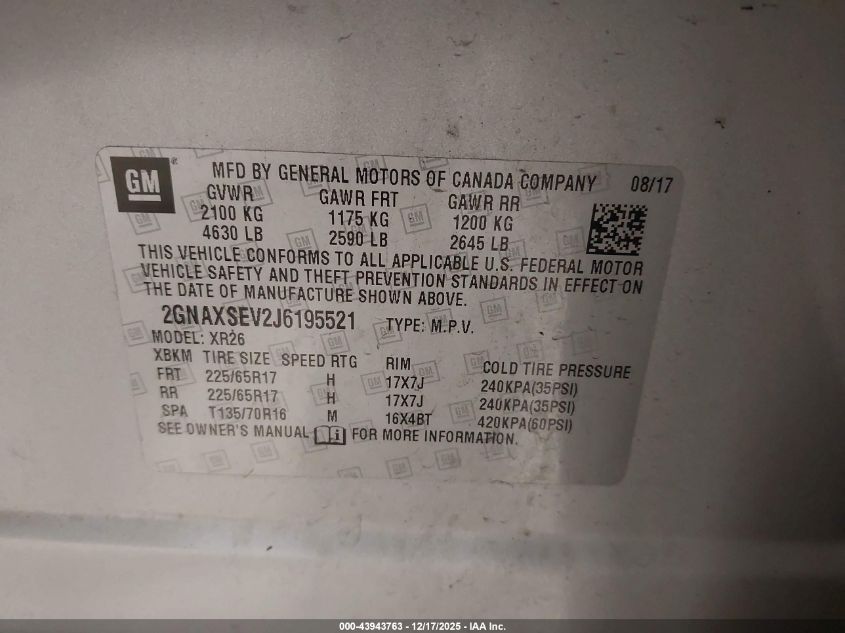 GM®
MFD BY GENERAL MOTORS OF CANADA COMPANY 08/17
GVWR GAWR FRT GAWR RR
2100 KG 1175 KG 1200 KG
4630 LB 2590 LB 2645 LB
THIS VEHICLE CONFORMS TO ALL APPLICABLE U.S. FEDERAL MOTOR
VEHICLE SAFETY AND THEFT PREVENTION STANDARDS IN EFFECT ON
THE DATE OF MANUFACTURE SHOWN ABOVE.
2GNAXSEV2J6195521 TYPE: M.P.V.
MODEL: XR26
XBKM TIRE SIZE SPEED RTG RIM COLD TIRE PRESSURE
FRT 225/65R17 H 17X7J 240KPA(35PSI)
RR 225/65R17 H 17X7J 240KPA(35PSI)
SPA T135/70R16 M 16X4BT 420KPA(60PSI)
SEE OWNER'S MANUAL FOR MORE INFORMATION.
000-43943763 - 12/17/2025 - IAA Inc.